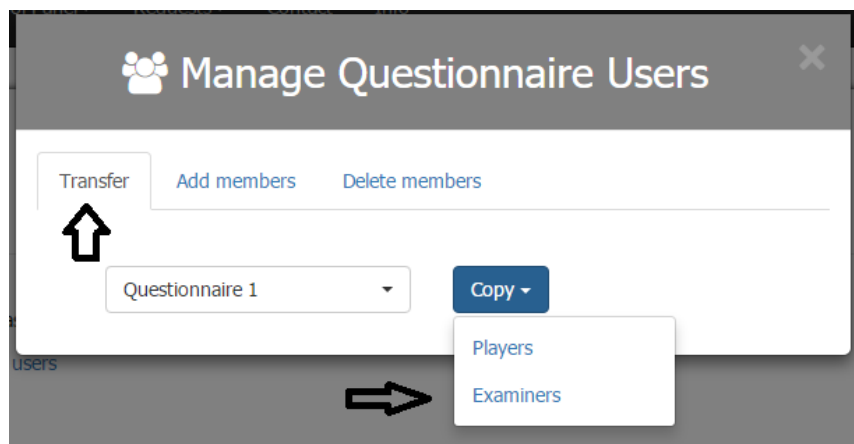 Manage Questionnaire Users
×
Transfer Add members Delete members
Questionnaire 1 Copy
Players
users
Examiners